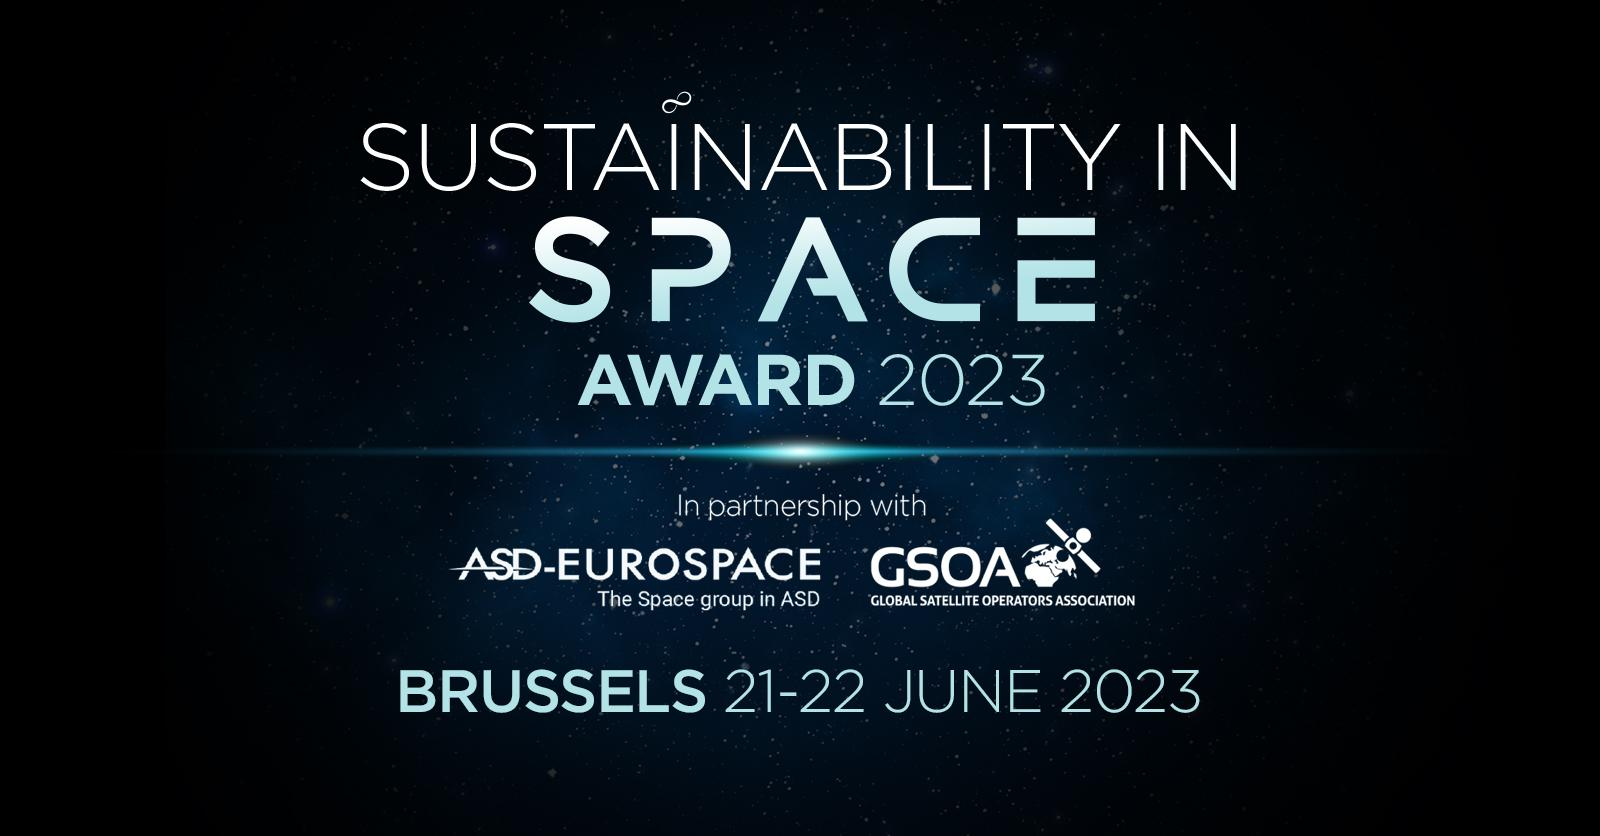 SUSTAINABILITY IN
SPACE
AWARD 2023
In partnership with
ASD-EUROSPACE
The Space group in ASD
GSOA
GLOBAL SATELLITE OPERATORS ASSOCIATION
BRUSSELS 21-22 JUNE 2023